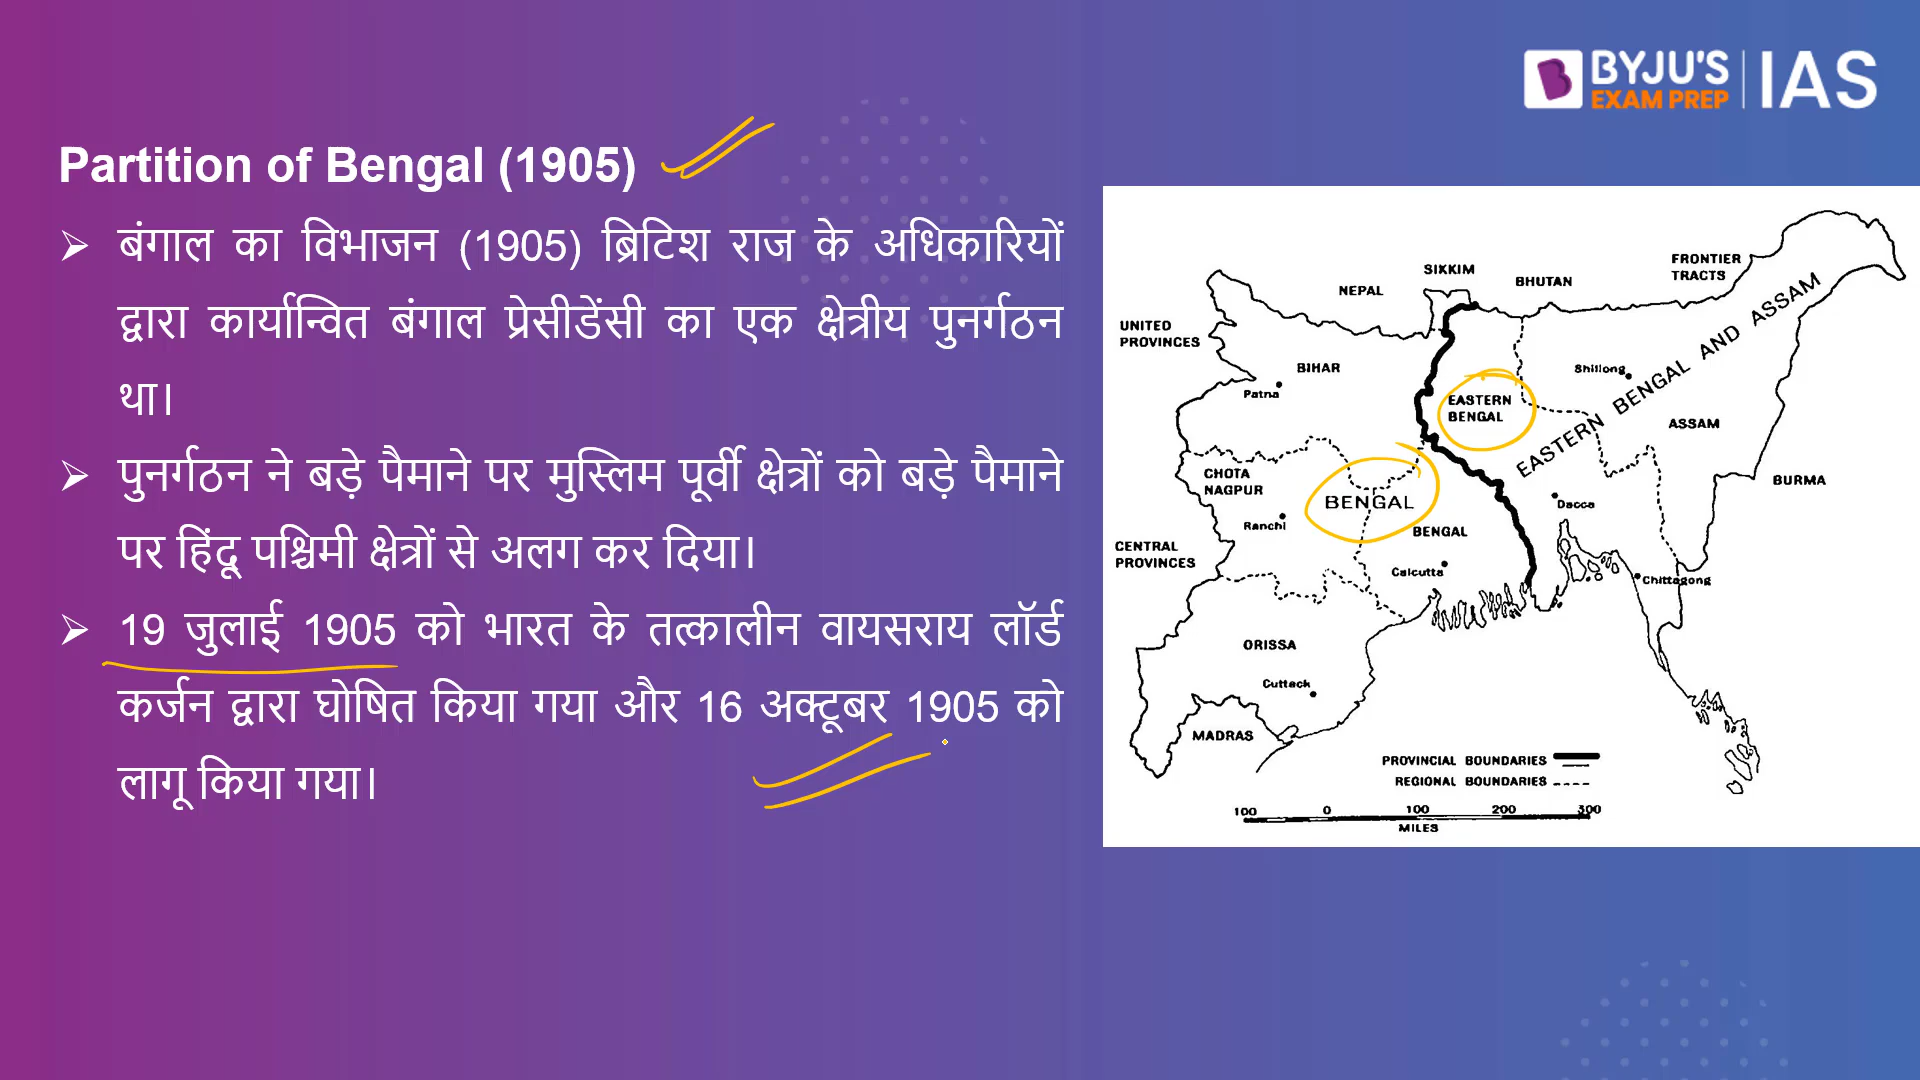 BYJU'S
EXAM PREP
IAS
Partition of Bengal (1905)
➢ बंगाल का विभाजन (1905) ब्रिटिश राज के अधिकारियों
द्वारा कार्यान्वित बंगाल प्रेसीडेंसी का एक क्षेत्रीय पुनर्गठन
था।
➢ पुनर्गठन ने बड़े पैमाने पर मुस्लिम पूर्वी क्षेत्रों को बड़े पैमाने
पर हिंदू पश्चिमी क्षेत्रों से अलग कर दिया।
➢ 19 जुलाई 1905 को भारत के तत्कालीन वायसराय लॉर्ड
कर्जन द्वारा घोषित किया गया और 16 अक्टूबर 1905 को
लागू किया गया।
FRONTIER
TRACTS
SIKKIM
BHUTAN
NEPAL
UNITED
PROVINCES
BIHAR
Patna
Shillong
EASTERN BENGAL AND ASSAM
EASTERN
BENGAL
ASSAM
CHOTA
NAGPUR
BENGAL
BURMA
Dacca
Ranchi
BENGAL
CENTRAL
PROVINCES
Calcutta
Chittagong
ORISSA
Cuttack
MADRAS
PROVINCIAL BOUNDARIES
REGIONAL BOUNDARIES
100 0 100 200 300
MILES